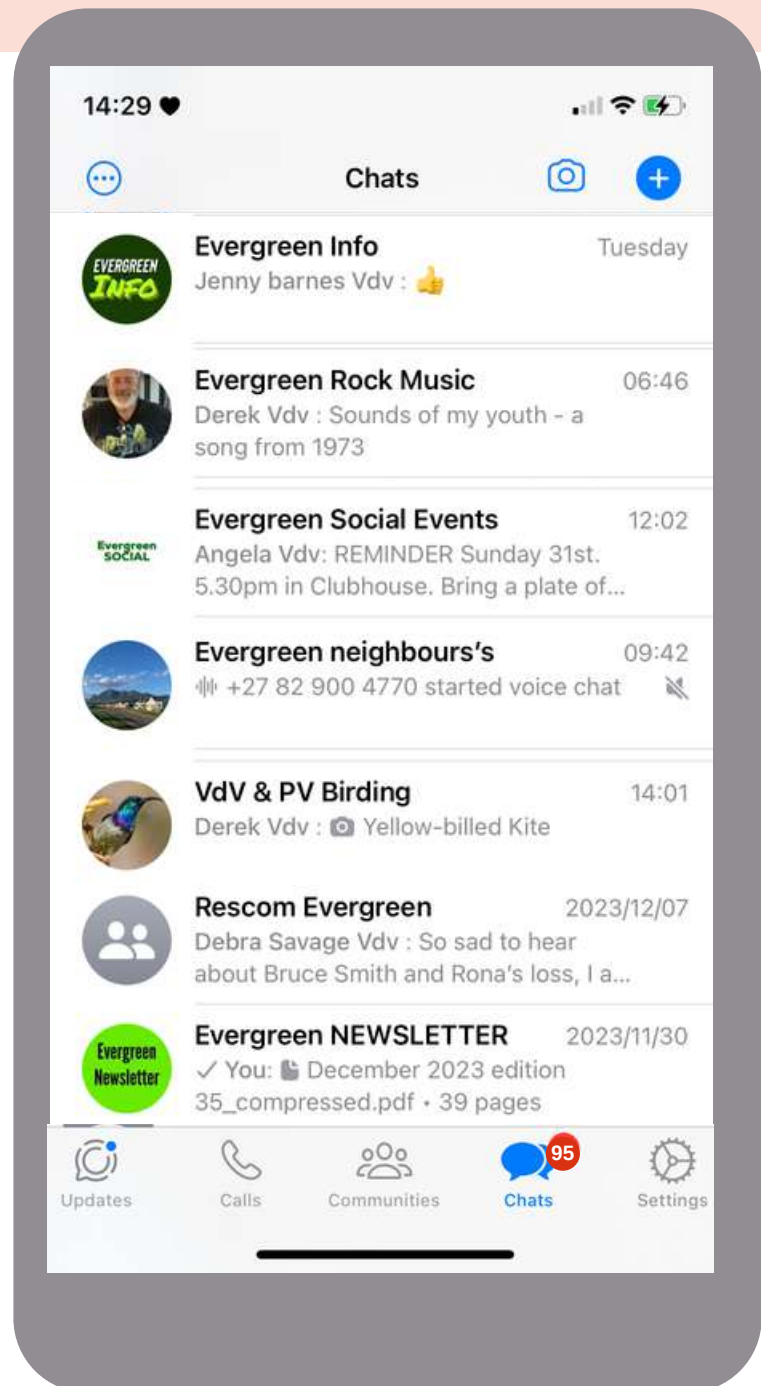 14:29
Chats
EVERGREEN
INFO
Evergreen Info
Tuesday
Jenny barnes Vdv : 👍
Evergreen Rock Music
06:46
Derek Vdv : Sounds of my youth - a
song from 1973
Evergreen
SOCIAL
Evergreen Social Events
12:02
Angela Vdv: REMINDER Sunday 31st.
5.30pm in Clubhouse. Bring a plate of...
Evergreen neighbours's
09:42
+27 82 900 4770 started voice chat
VdV & PV Birding
14:01
Derek Vdv : Yellow-billed Kite
Rescom Evergreen
2023/12/07
Debra Savage Vdv : So sad to hear
about Bruce Smith and Rona's loss, I a...
Evergreen
Newsletter
Evergreen NEWSLETTER
2023/11/30
✓ You: December 2023 edition
35_compressed.pdf • 39 pages
95
Updates
Calls
Communities
Chats
Settings